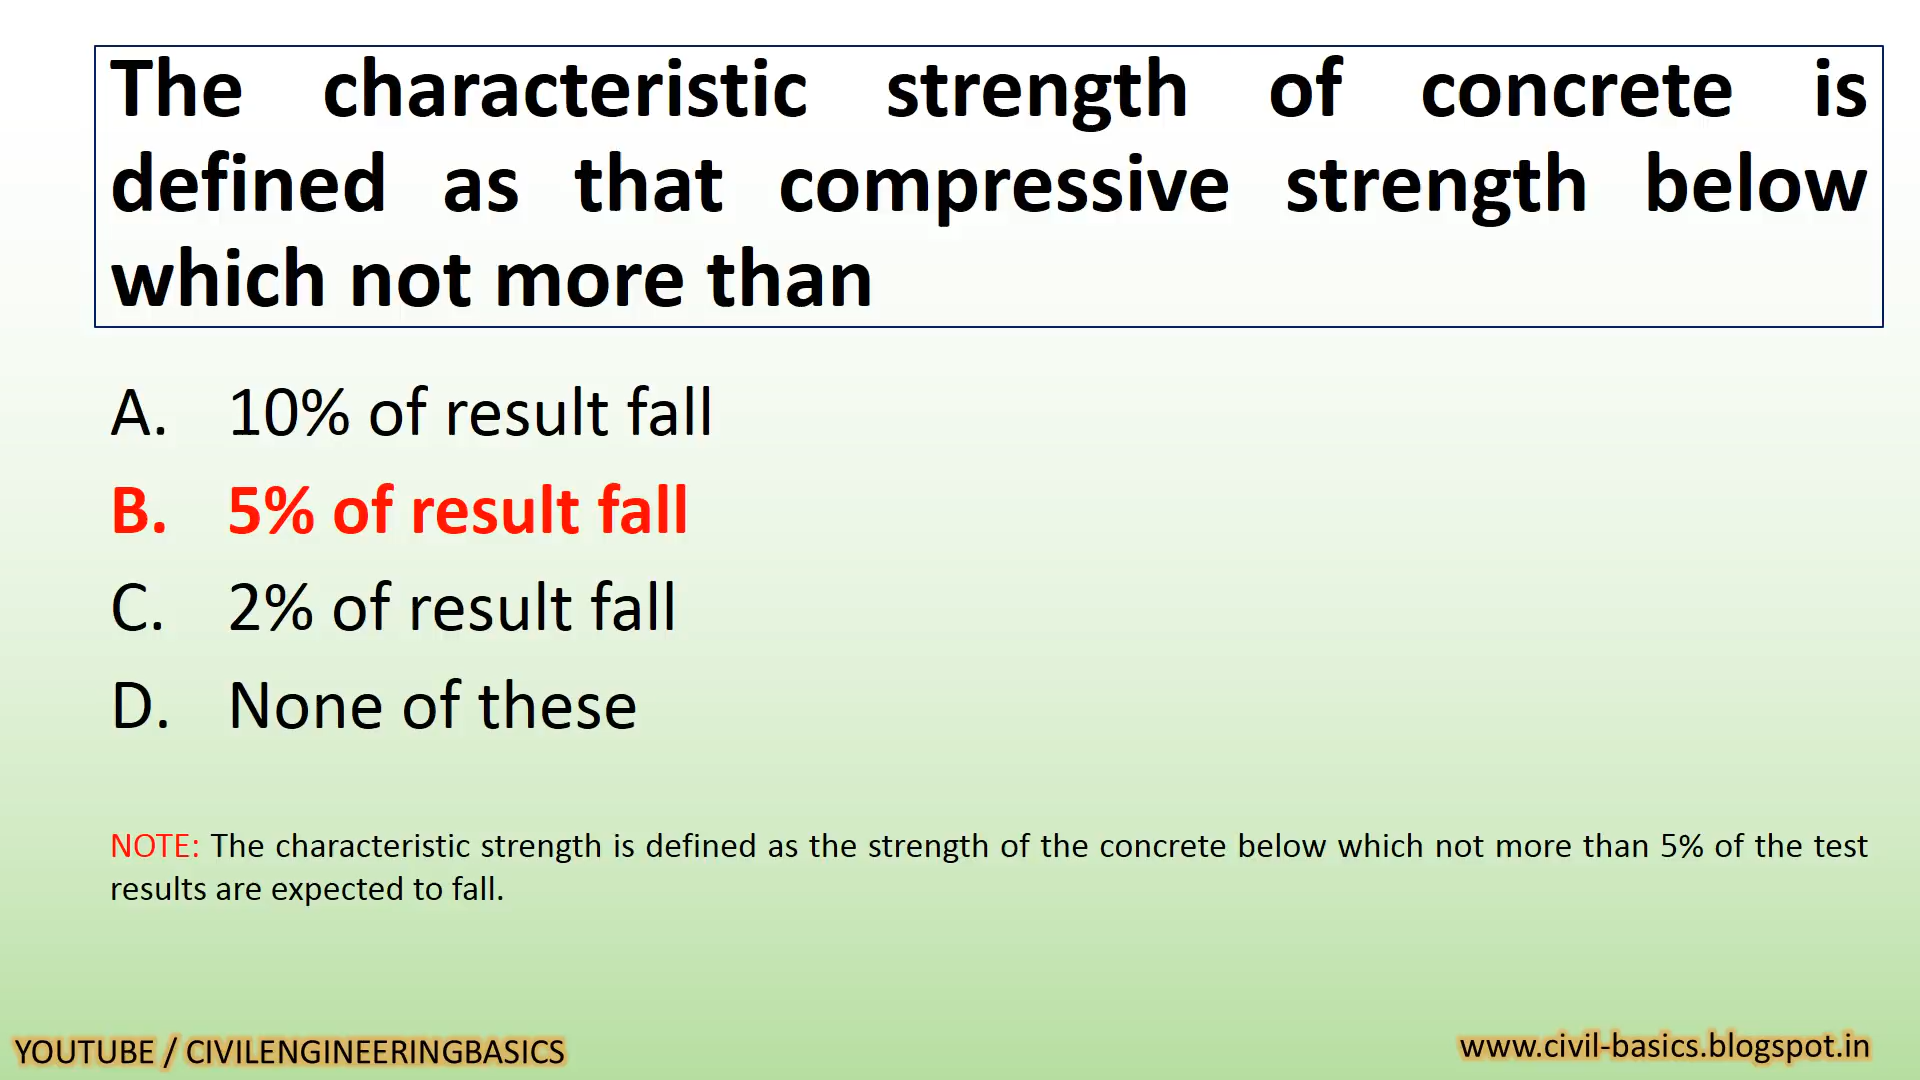 The characteristic strength of concrete is
defined as that compressive strength below
which not more than
A. 10% of result fall
B. 5% of result fall
C. 2% of result fall
D. None of these
NOTE: The characteristic strength is defined as the strength of the concrete below which not more than 5% of the test
results are expected to fall.
YOUTUBE / CIVILENGINEERINGBASICS
www.civil-basics.blogspot.in